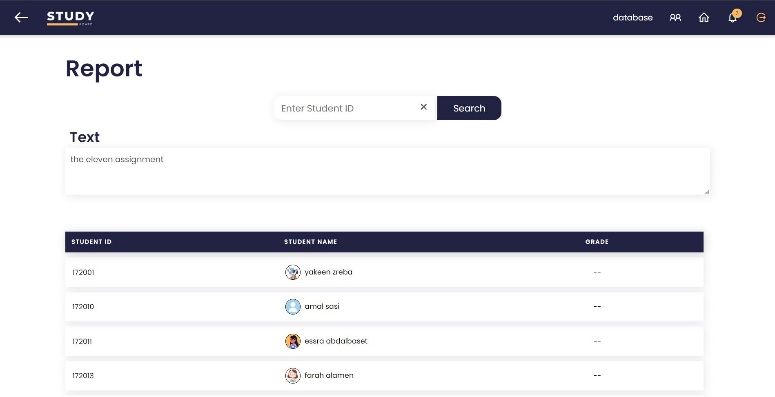 STUDY
database
Report
Enter Student ID
Search
Text
the eleven assignment
STUDENT ID STUDENT NAME GRADE
172001 yakeen zreba --
172010 amal sasi --
172011 essra abdalbaset --
172013 farah alamen --